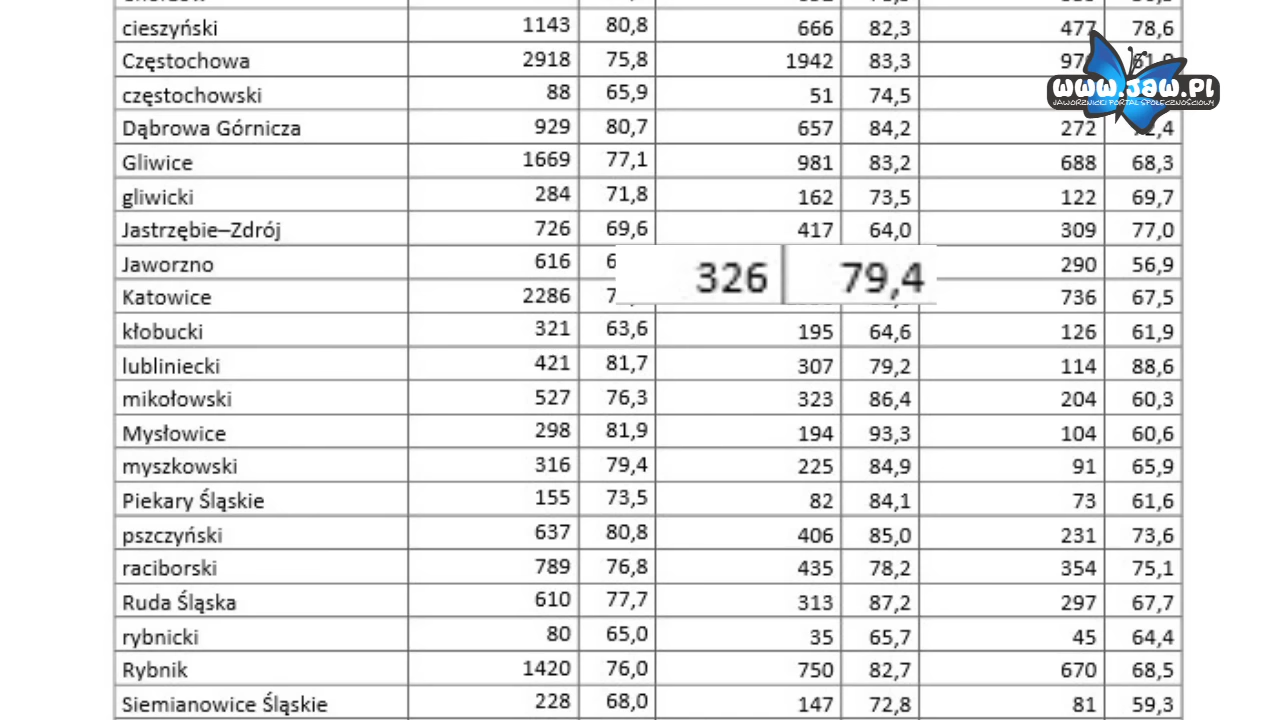 cieszyński 1143 80,8 666 82,3 477 78,6
Częstochowa 2918 75,8 1942 83,3
częstochowski 88 65,9 51 74,5
www.jaw.pl
JAWORZNICKI PORTAL SPOŁECZNOŚCIOWY
Dąbrowa Górnicza 929 80,7 657 84,2 272
Gliwice 1669 77,1 981 83,2 688 68,3
gliwicki 284 71,8 162 73,5 122 69,7
Jastrzębie–Zdrój 726 69,6 417 64,0 309 77,0
Jaworzno 616 326 79,4 290 56,9
Katowice 2286 736 67,5
kłobucki 321 63,6 195 64,6 126 61,9
lubliniecki 421 81,7 307 79,2 114 88,6
mikołowski 527 76,3 323 86,4 204 60,3
Mysłowice 298 81,9 194 93,3 104 60,6
myszkowski 316 79,4 225 84,9 91 65,9
Piekary Śląskie 155 73,5 82 84,1 73 61,6
pszczyński 637 80,8 406 85,0 231 73,6
raciborski 789 76,8 435 78,2 354 75,1
Ruda Śląska 610 77,7 313 87,2 297 67,7
rybnicki 80 65,0 35 65,7 45 64,4
Rybnik 1420 76,0 750 82,7 670 68,5
Siemianowice Śląskie 228 68,0 147 72,8 81 59,3